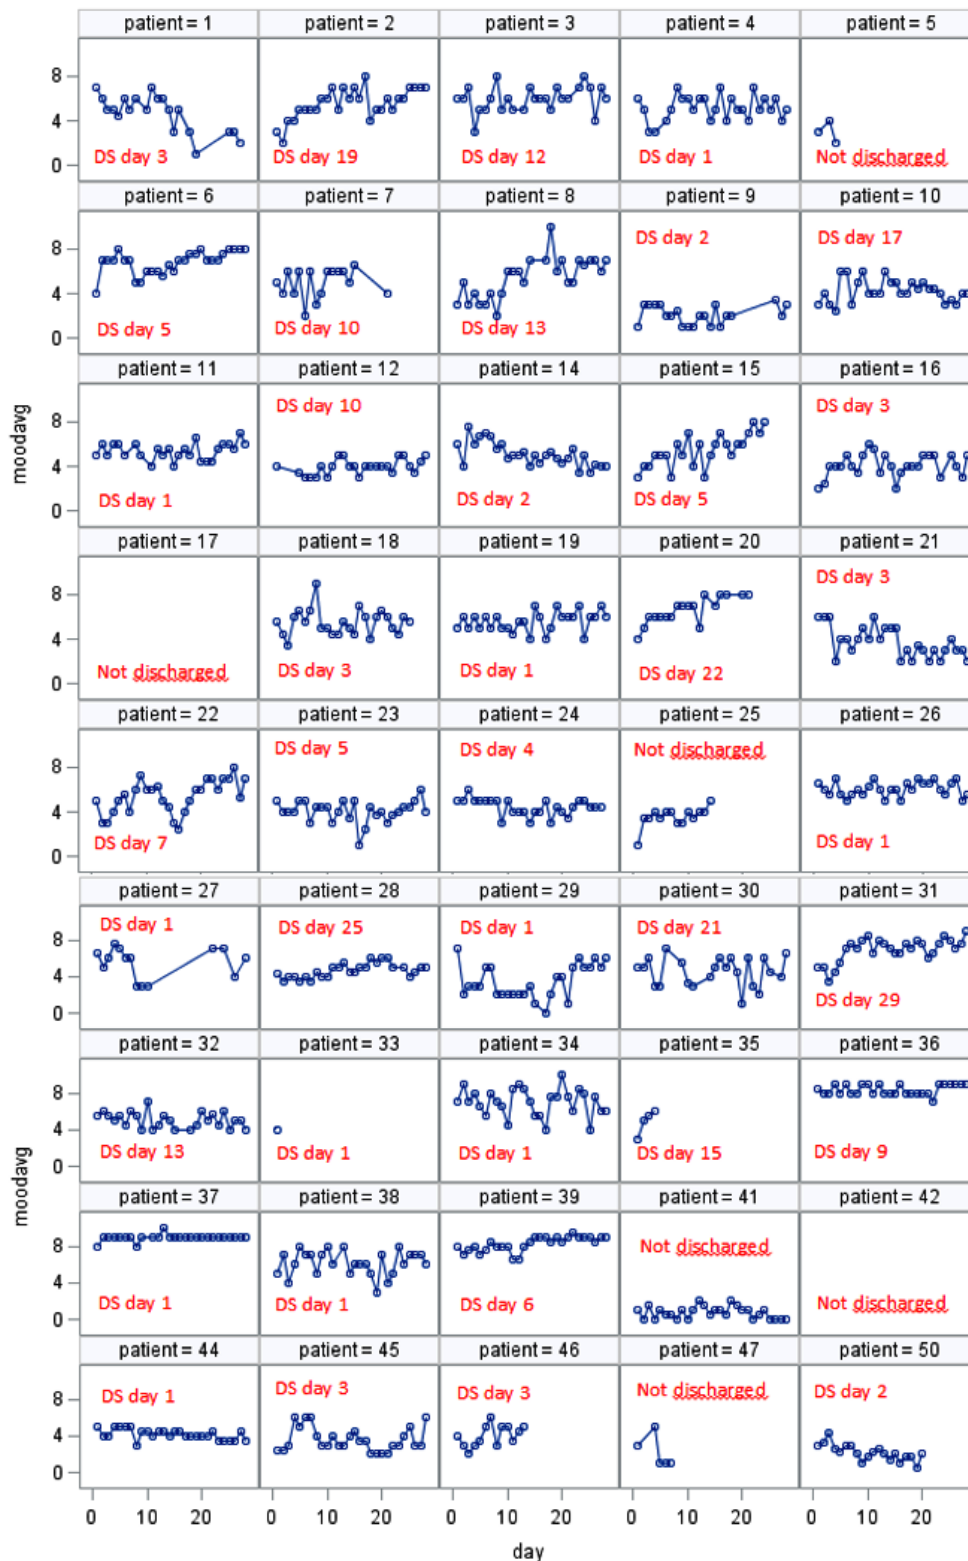 patient = 1 patient = 2 patient = 3 patient = 4 patient = 5
8
4
0
DS day 3 DS day 19 DS day 12 DS day 1 Not discharged
patient = 6 patient = 7 patient = 8 patient = 9 patient = 10
DS day 2 DS day 17
8
4
0
DS day 5 DS day 10 DS day 13
patient = 11 patient = 12 patient = 14 patient = 15 patient = 16
DS day 10 DS day 3
8
4
0
DS day 1 DS day 2 DS day 5
moodavg
patient = 17 patient = 18 patient = 19 patient = 20 patient = 21
DS day 3
8
4
0
Not discharged DS day 3 DS day 1 DS day 22
patient = 22 patient = 23 patient = 24 patient = 25 patient = 26
DS day 5 DS day 4 Not discharged
8
4
0
DS day 7 DS day 1
patient = 27 patient = 28 patient = 29 patient = 30 patient = 31
DS day 1 DS day 25 DS day 1 DS day 21
8
4
0
DS day 29
patient = 32 patient = 33 patient = 34 patient = 35 patient = 36
8
4
0
DS day 13 DS day 1 DS day 1 DS day 15 DS day 9
moodavg
patient = 37 patient = 38 patient = 39 patient = 41 patient = 42
Not discharged
8
4
0
DS day 1 DS day 1 DS day 6 Not discharged
patient = 44 patient = 45 patient = 46 patient = 47 patient = 50
DS day 1 DS day 3 DS day 3 Not discharged DS day 2
8
4
0
0 10 20 0 10 20 0 10 20 0 10 20 0 10 20
day